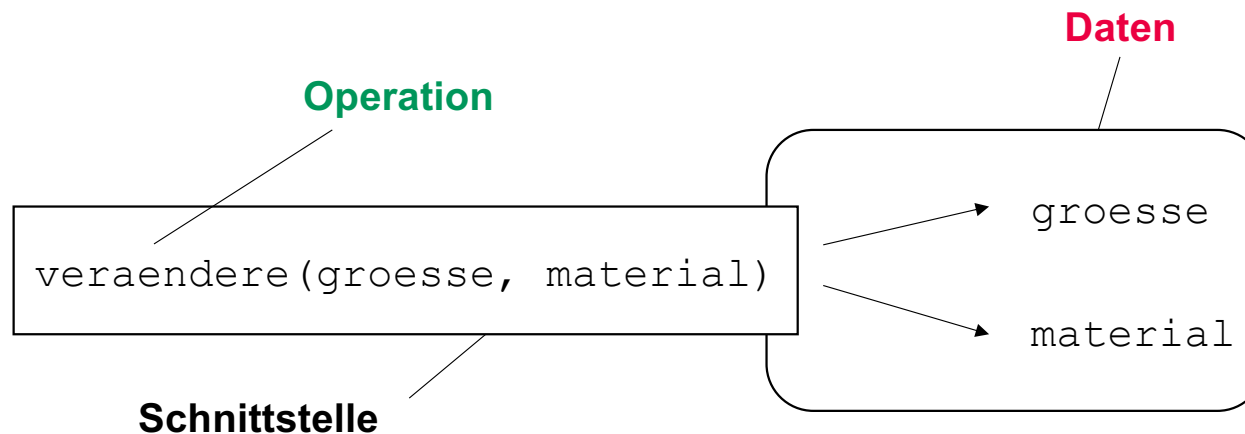 Daten
Operation
groesse
veraendere(groesse, material)
material
Schnittstelle